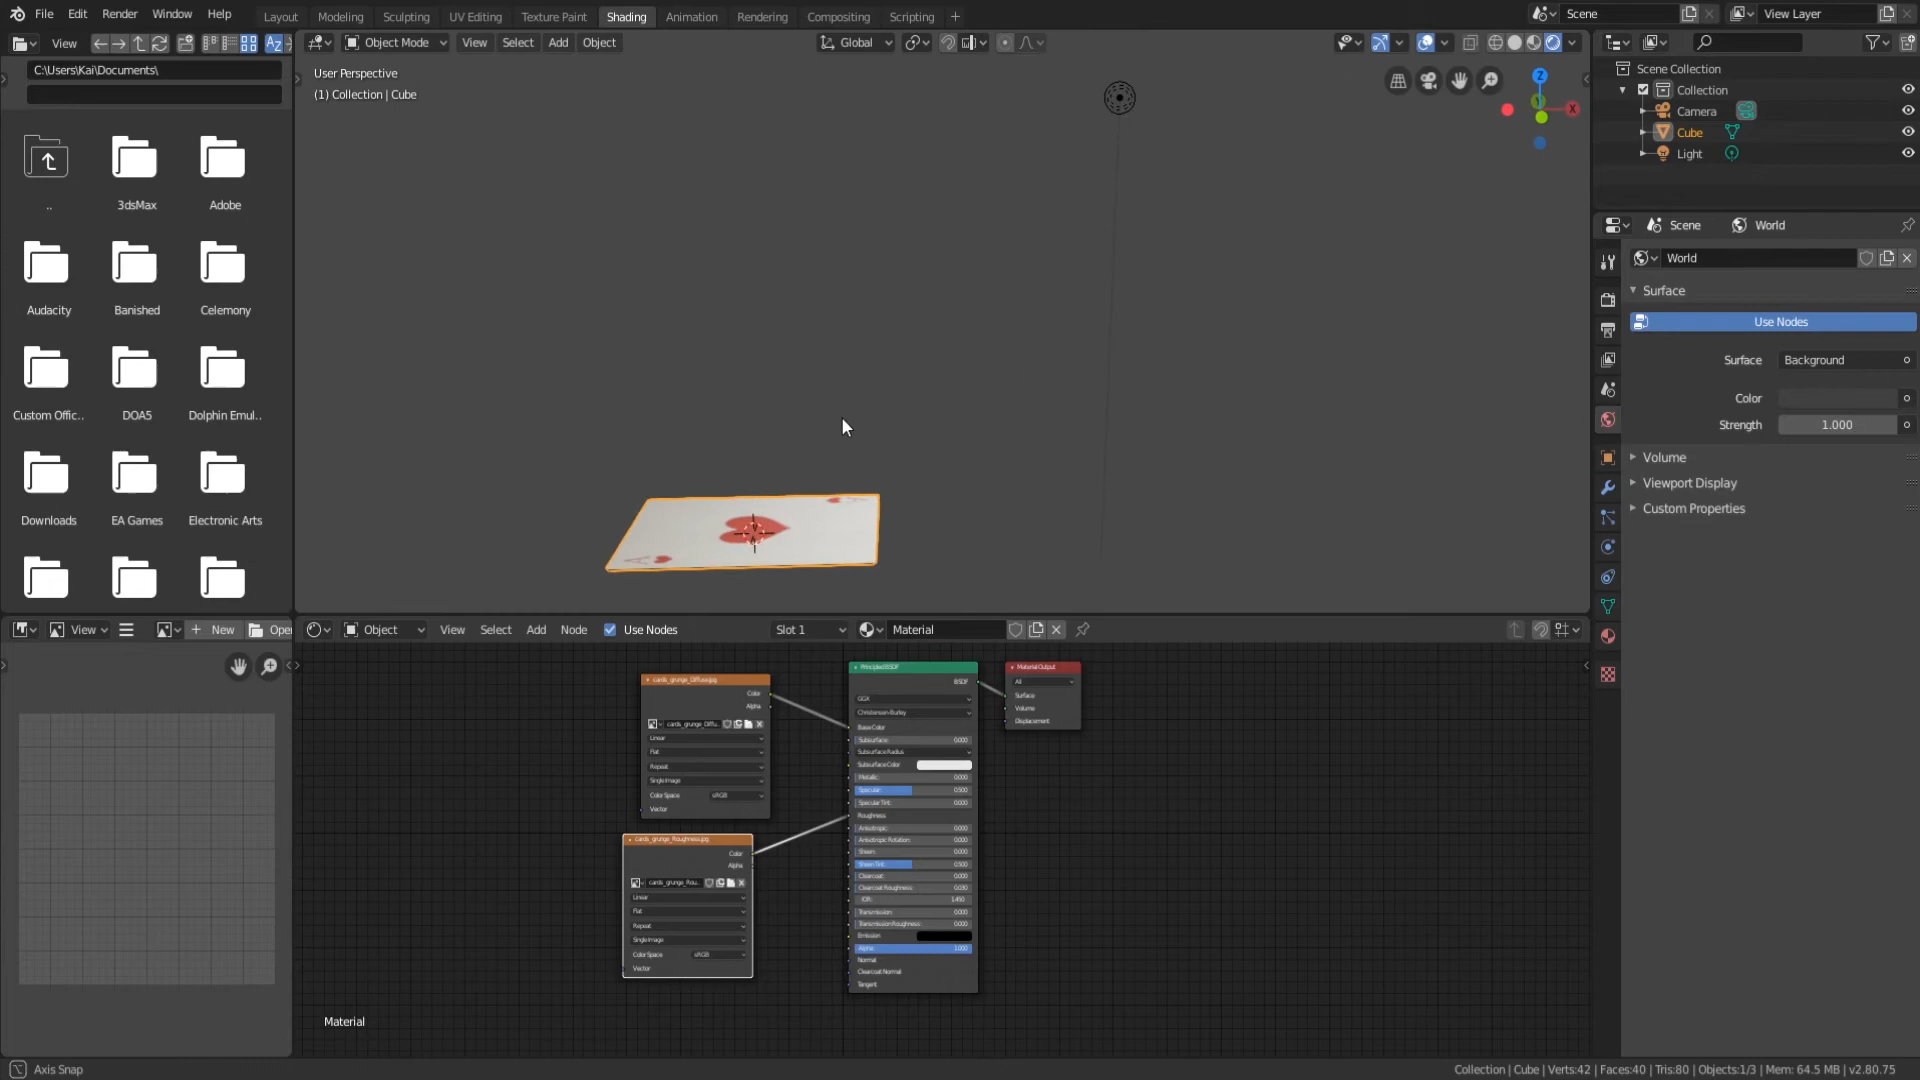 File Edit Render Window Help Layout Modeling Sculpting UV Editing Texture Paint Shading Animation Rendering Compositing Scripting + Scene View Layer
View Object Mode View Select Add Object Global
C:\Users\Kai\Documents\
User Perspective
(1) Collection | Cube
Scene Collection
Collection
Camera
Cube
Light
..
3dsMax
Adobe
Audacity
Banished
Celemony
Custom Offic..
DOA5
Dolphin Emul..
Downloads
EA Games
Electronic Arts
Z
X
Scene World
World
Surface
Use Nodes
Surface Background
Color
Strength 1.000
Volume
Viewport Display
Custom Properties
View New Open
Object View Select Add Node Use Nodes Slot 1 Material
cards_grunge_Diffuse.jpg
Color
Alpha
cards_grunge_Diffu..
Linear
Flat
Repeat
Single Image
Color Space sRGB
Vector
cards_grunge_Roughness.jpg
Color
Alpha
cards_grunge_Rou..
Linear
Flat
Repeat
Single Image
Color Space sRGB
Vector
Principled BSDF
BSDF
GGX
Christensen-Burley
Base Color
Subsurface: 0.000
Subsurface Radius
Subsurface Color
Metallic: 0.000
Specular: 0.500
Specular Tint: 0.000
Roughness
Anisotropic: 0.000
Anisotropic Rotation: 0.000
Sheen: 0.000
Sheen Tint: 0.500
Clearcoat: 0.000
Clearcoat Roughness: 0.030
IOR: 1.450
Transmission: 0.000
Transmission Roughness: 0.000
Emission
Alpha: 1.000
Normal
Clearcoat Normal
Tangent
Material Output
All
Surface
Volume
Displacement
Material
Axis Snap
Collection | Cube | Verts:42 | Faces:40 | Tris:80 | Objects:1/3 | Mem: 64.5 MB | v2.80.75